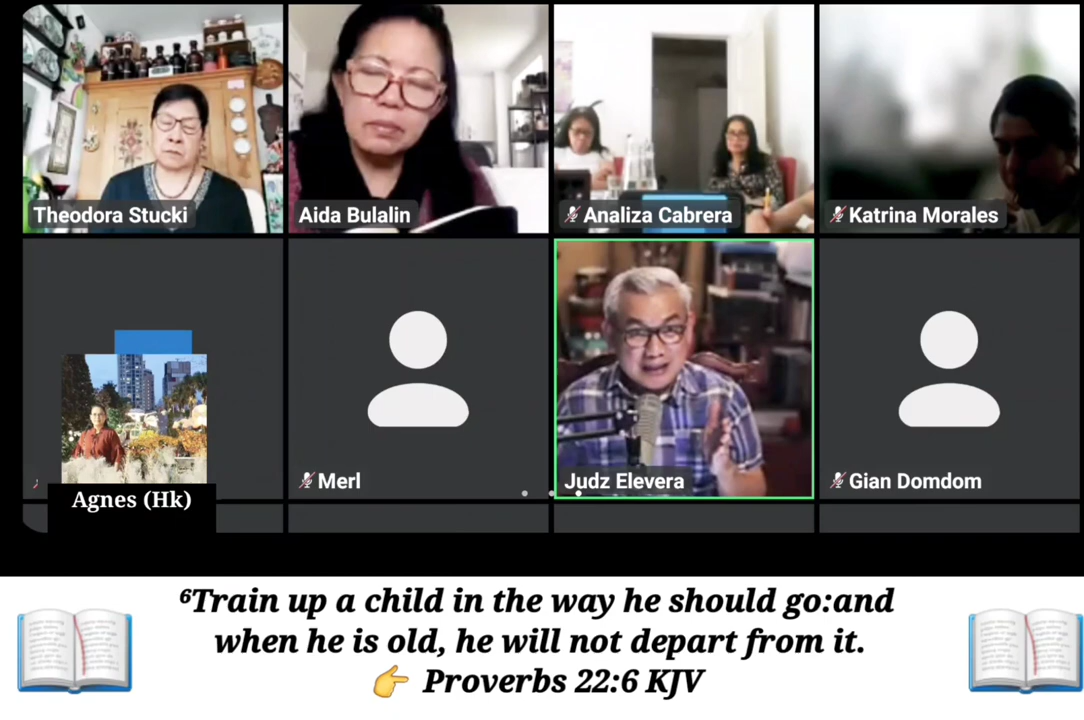 Theodora Stucki
Aida Bulalin
Analiza Cabrera
Katrina Morales
Agnes (Hk)
Merl
Judz Elevera
Gian Domdom
⁶Train up a child in the way he should go:and
when he is old, he will not depart from it.
👉 Proverbs 22:6 KJV